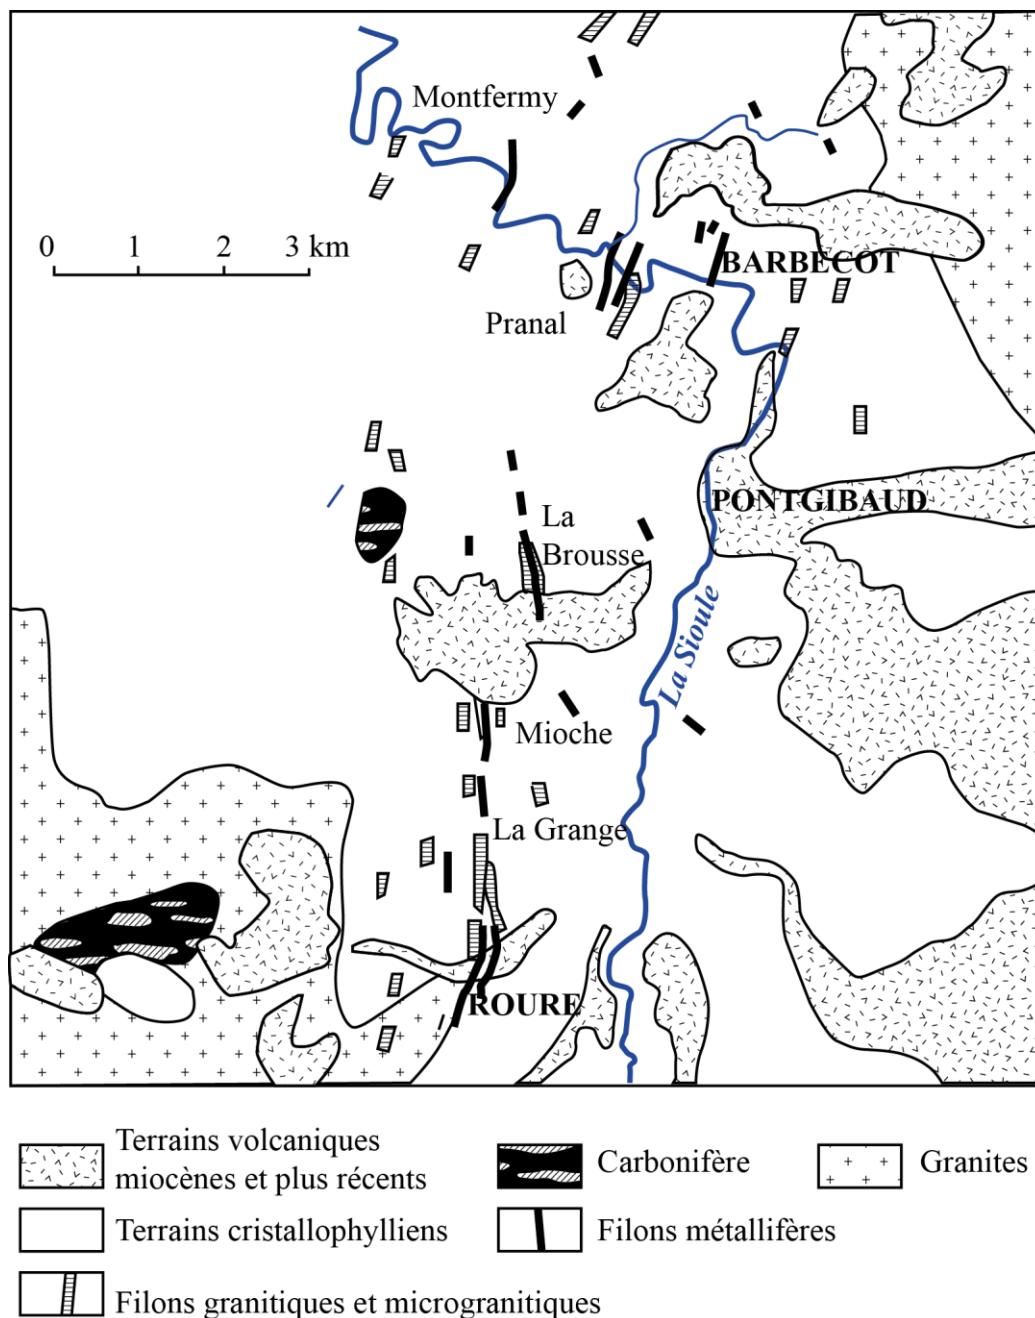 Montfermy
0 1 2 3 km
BARBECOT
Pranal
PONTGIBAUD
La
Brousse
La Sioule
Mioche
La Grange
ROURE
Terrains volcaniques
miocènes et plus récents
Carbonifère
Granites
Terrains cristallophylliens
Filons métallifères
Filons granitiques et microgranitiques